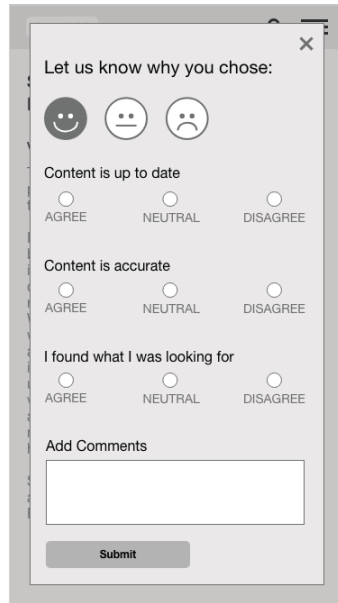 Let us know why you chose:
Content is up to date
AGREE NEUTRAL DISAGREE
Content is accurate
AGREE NEUTRAL DISAGREE
I found what I was looking for
AGREE NEUTRAL DISAGREE
Add Comments
Submit